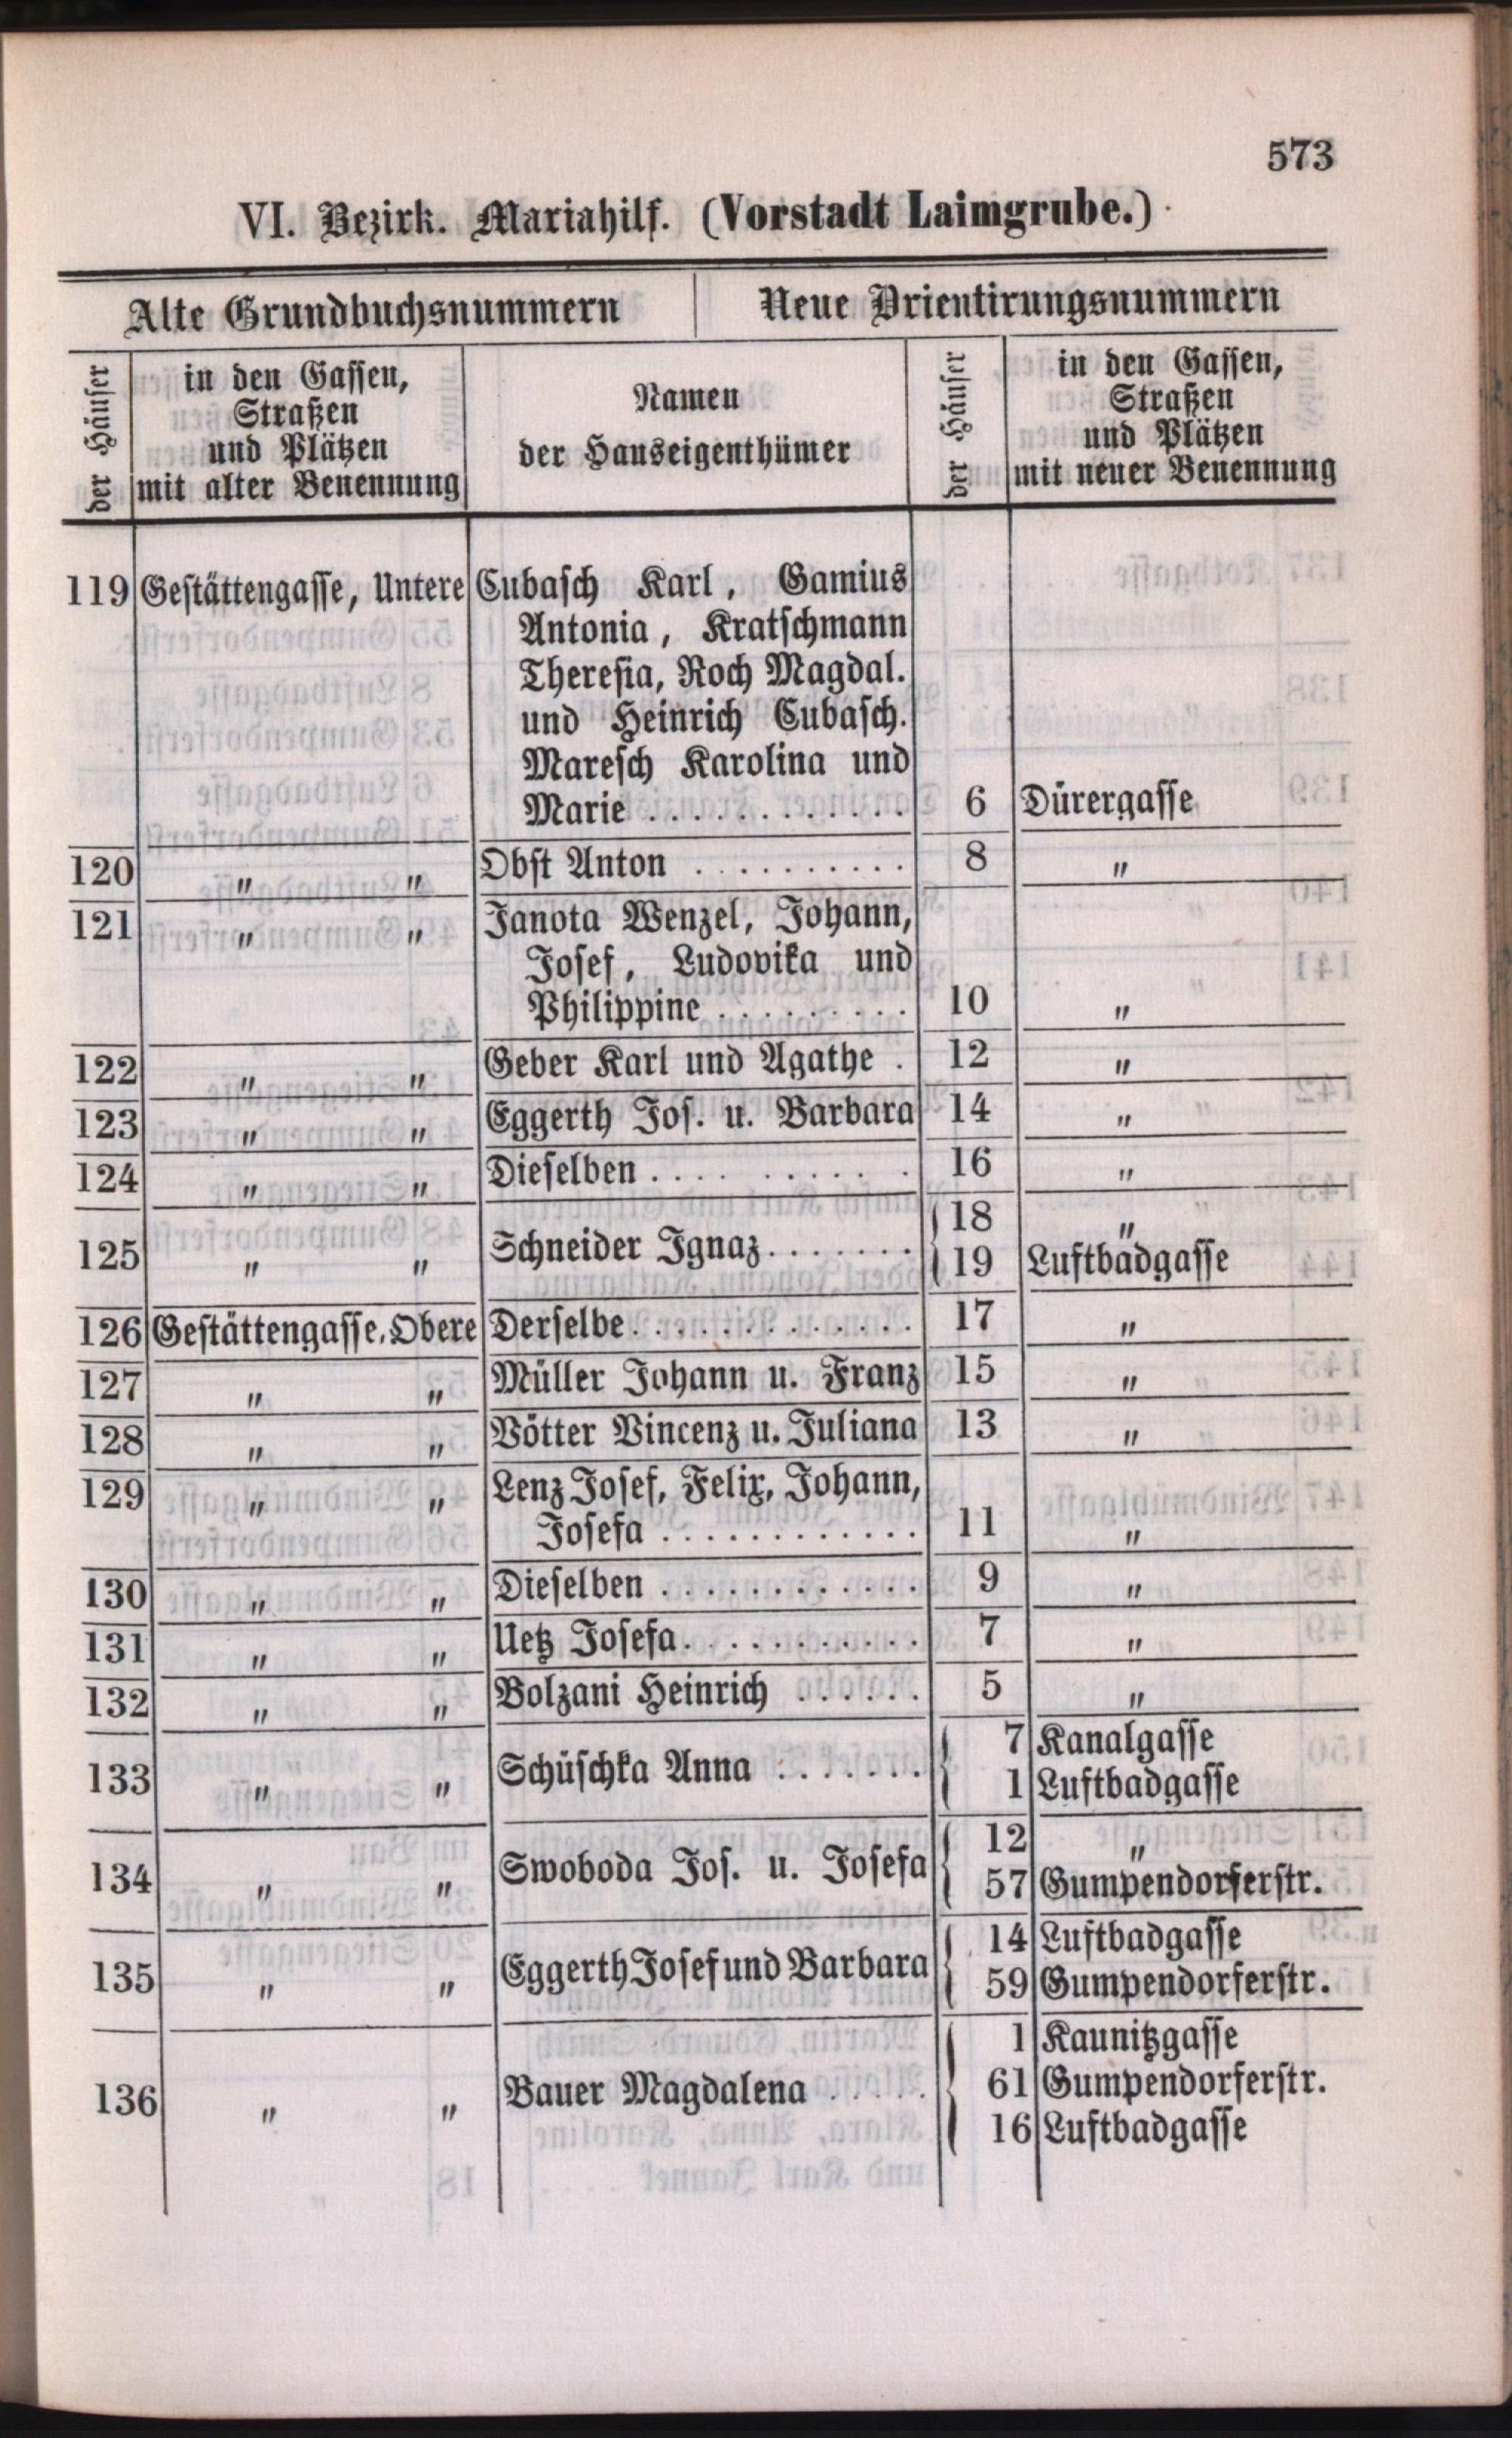 573
VI. Bezirk. Mariahilf. (Vorstadt Laimgrube.)
Alte Grundbuchsnummern Neue Orientirungsnummern
der Häuser
in den Gassen,
Straßen
und Plätzen
mit alter Benennung
Namen
der Hauseigenthümer
der Häuser
in den Gassen,
Straßen
und Plätzen
mit neuer Benennung
119 Gestättengasse, Untere Cubasch Karl, Gamius
Antonia, Kratschmann
Theresia, Roch Magdal.
und Heinrich Cubasch.
Maresch Karolina und
Marie . . . . . . . . . . . . 6 Dürergasse
120 " " Obst Anton . . . . . . . . . . 8 "
121 " " Janota Wenzel, Johann,
Josef, Ludovika und
Philippine . . . . . . . . . 10 "
122 " " Geber Karl und Agathe . 12 "
123 " " Eggerth Jos. u. Barbara 14 "
124 " " Dieselben . . . . . . . . . . . 16 "
125 " " Schneider Ignaz . . . . . . . 18 "
19 Luftbadgasse
126 Gestättengasse, Obere Derselbe . . . . . . . . . . . . 17 "
127 " " Müller Johann u. Franz 15 "
128 " " Vötter Vincenz u. Juliana 13 "
129 " " Lenz Josef, Felix, Johann,
Josefa . . . . . . . . . . . . 11 "
130 " " Dieselben . . . . . . . . . . . . 9 "
131 " " Uetz Josefa . . . . . . . . . . . 7 "
132 " " Bolzani Heinrich . . . . . . 5 "
133 " " Schüschka Anna . . . . . . . 7 Kanalgasse
1 Luftbadgasse
134 " " Swoboda Jos. u. Josefa 12 "
57 Gumpendorferstr.
135 " " Eggerth Josef und Barbara 14 Luftbadgasse
59 Gumpendorferstr.
136 " " Bauer Magdalena . . . . . 1 Kaunitzgasse
61 Gumpendorferstr.
16 Luftbadgasse